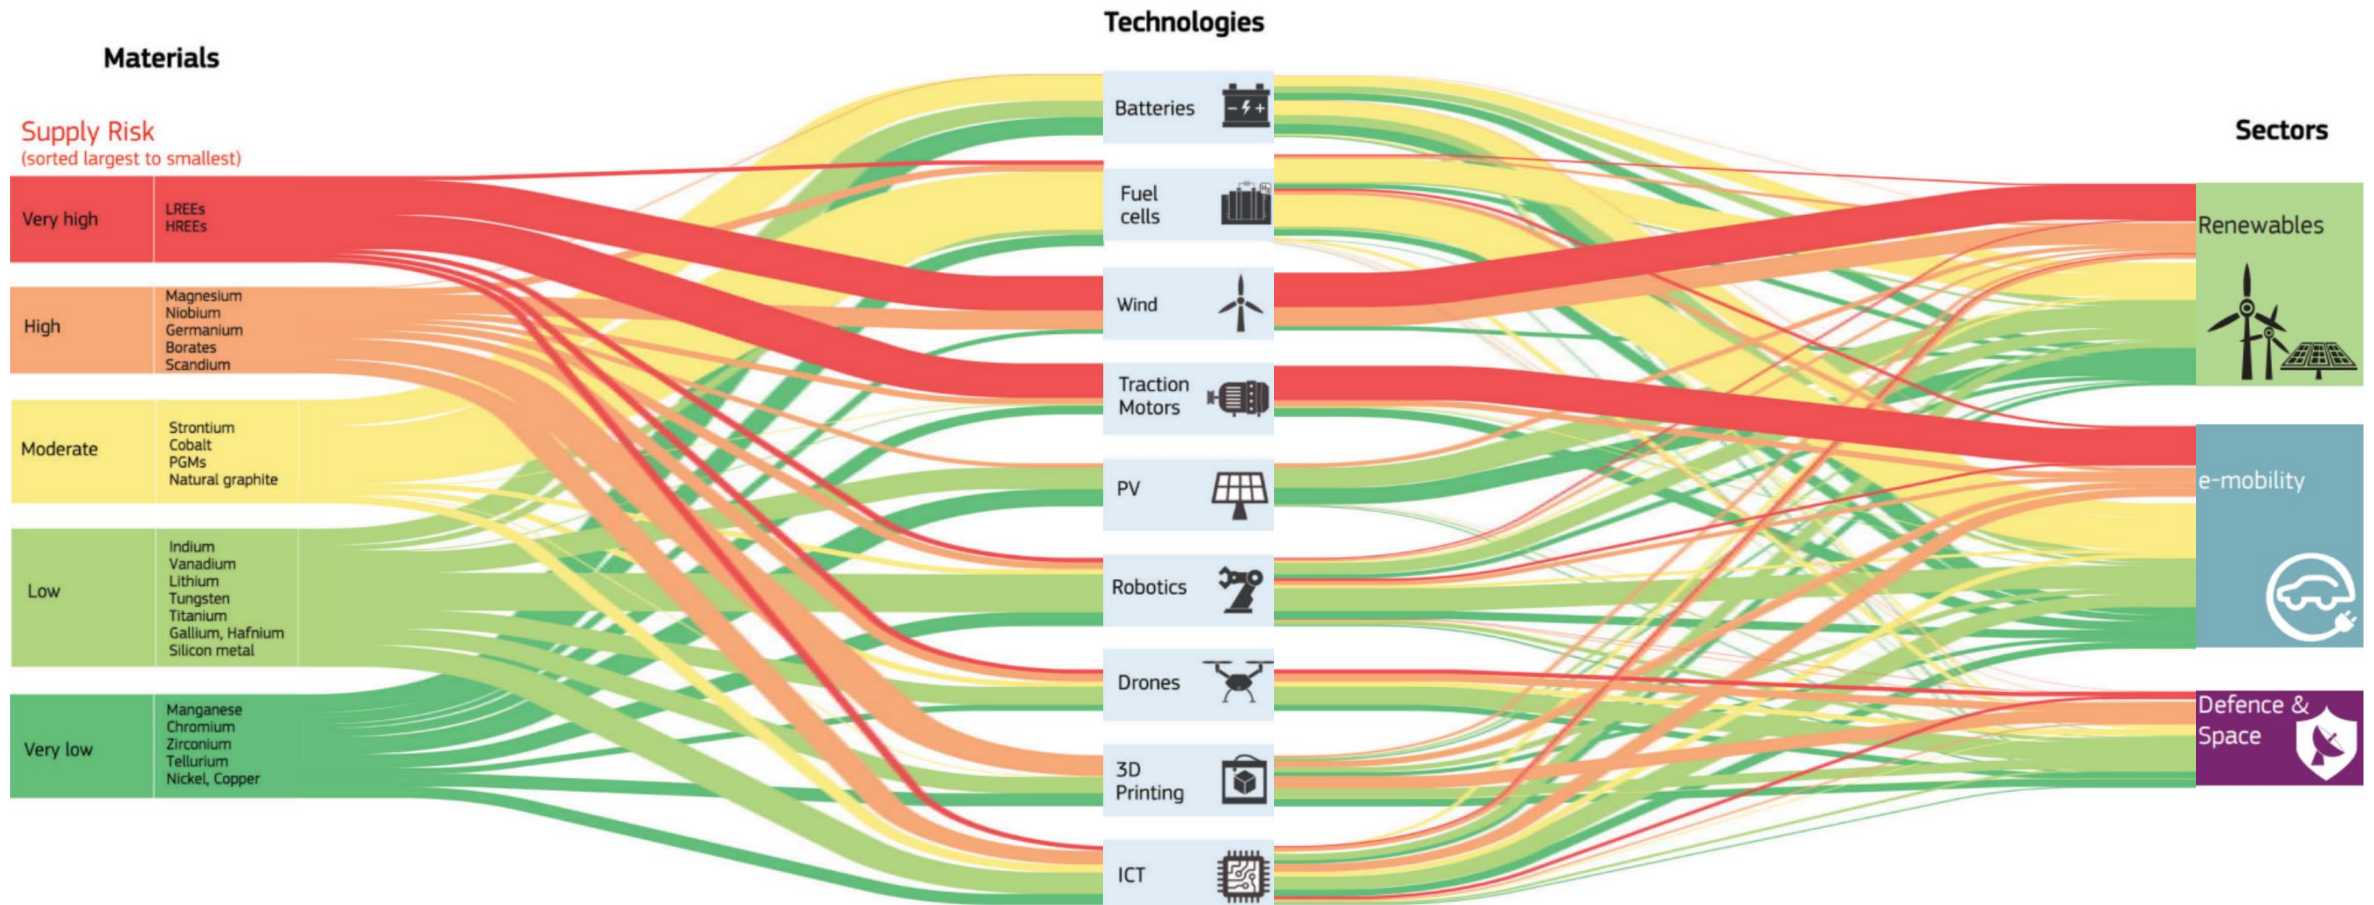 Technologies
Materials
Supply Risk
(sorted largest to smallest)
Very high
LREEs
HREEs
High
Magnesium
Niobium
Germanium
Borates
Scandium
Moderate
Strontium
Cobalt
PGMs
Natural graphite
Low
Indium
Vanadium
Lithium
Tungsten
Titanium
Gallium, Hafnium
Silicon metal
Very low
Manganese
Chromium
Zirconium
Tellurium
Nickel, Copper
Batteries
Fuel
cells
Wind
Traction
Motors
PV
Robotics
Drones
3D
Printing
ICT
Sectors
Renewables
e-mobility
Defence &
Space